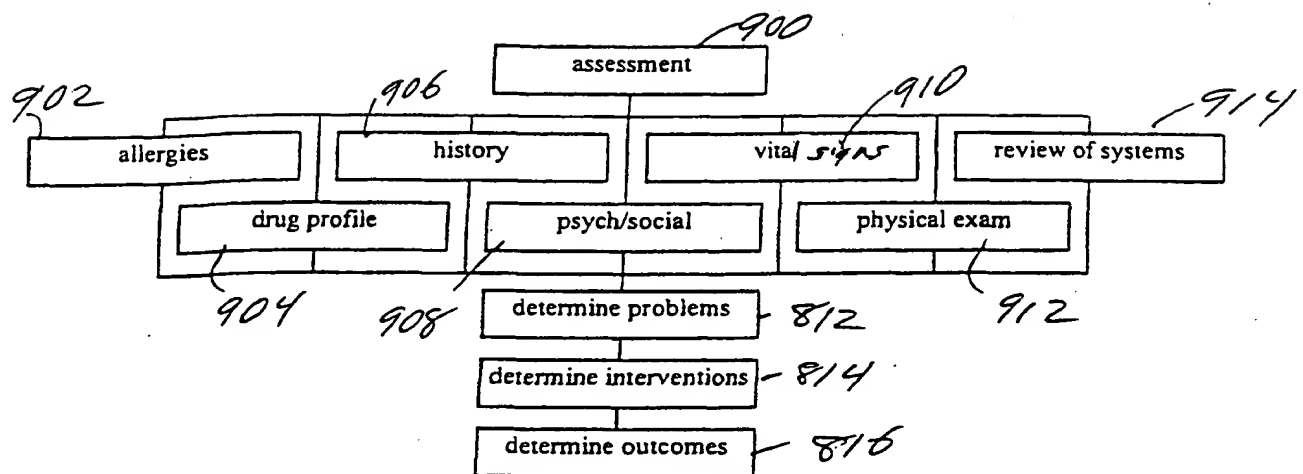 900
assessment
902
906
910
914
allergies
history
vital signs
review of systems
drug profile
psych/social
physical exam
904
908
912
determine problems
812
determine interventions
814
determine outcomes
816